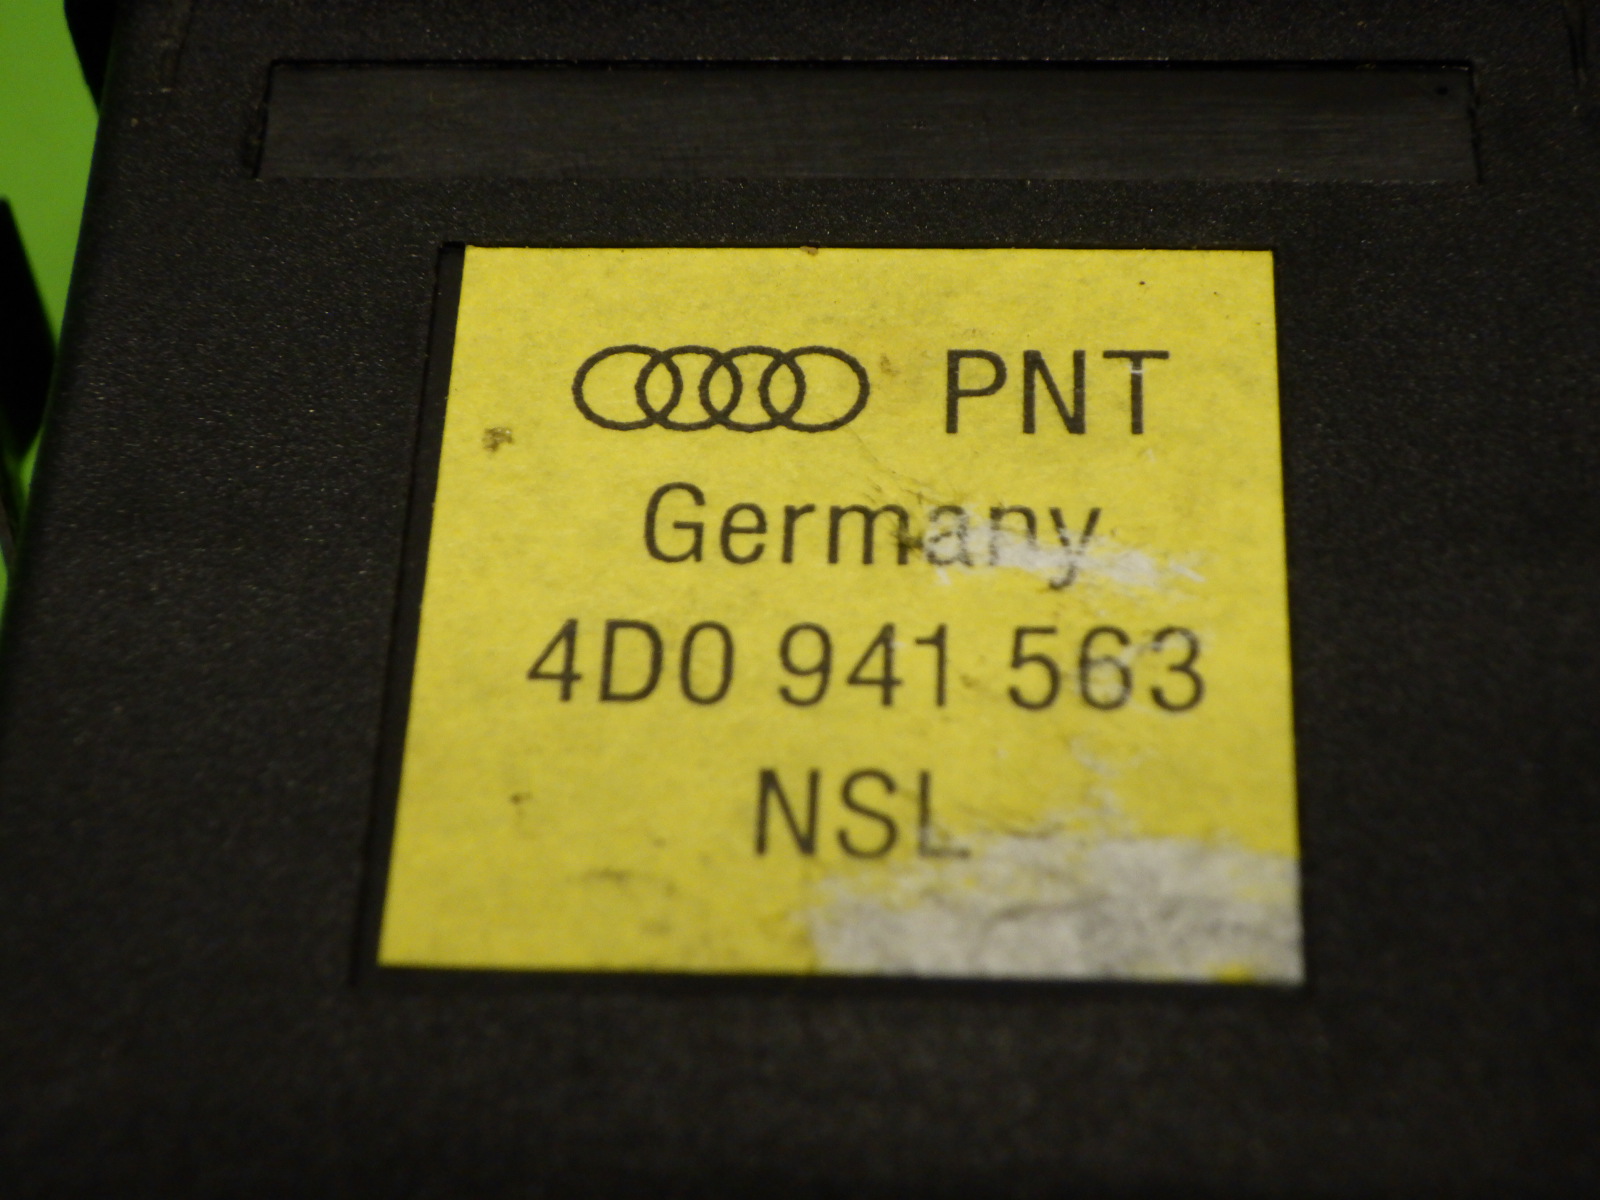 PNT
Germany
4D0 941 563
NSL